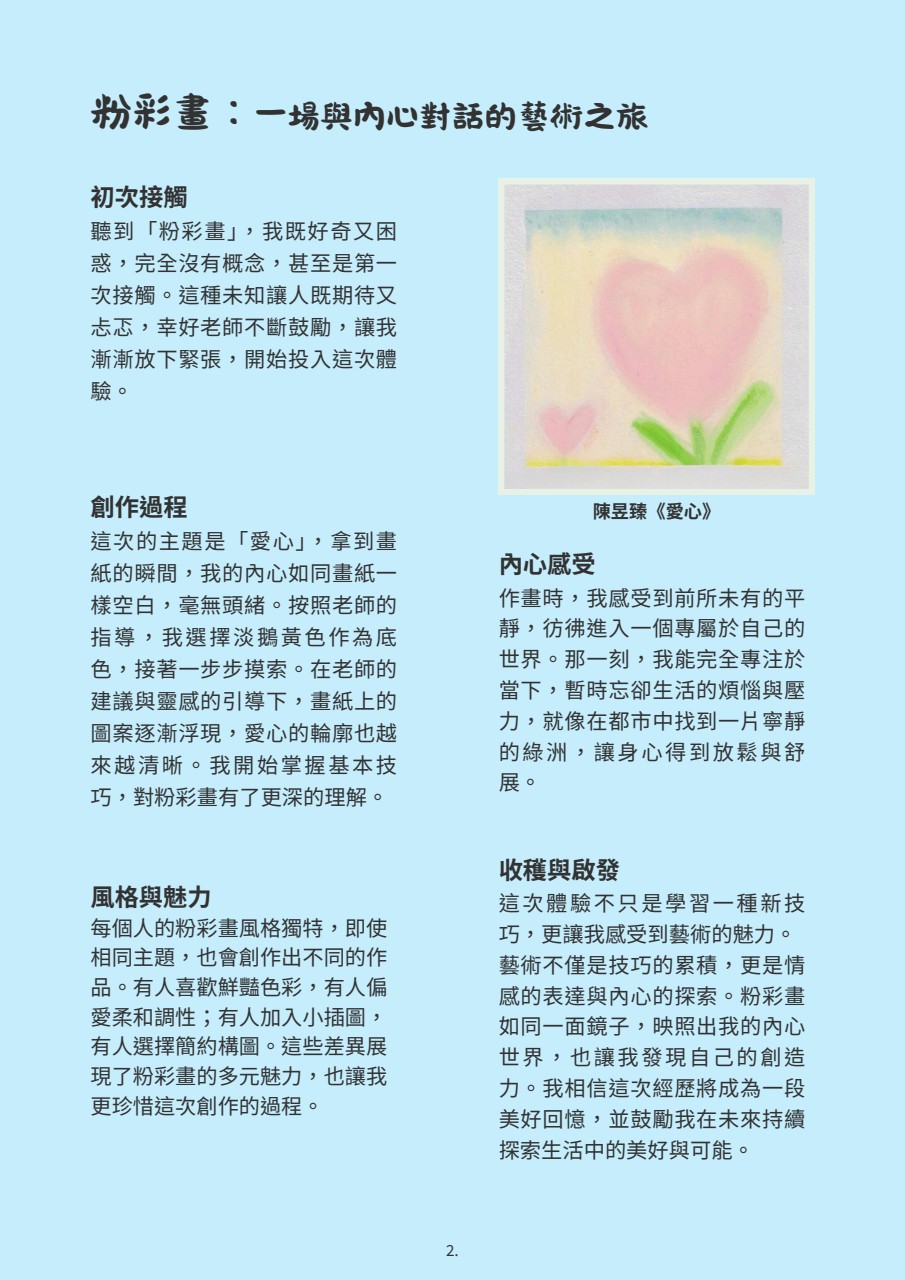 粉彩畫：一場與內心對話的藝術之旅
初次接觸
聽到「粉彩畫」，我既好奇又困
惑，完全沒有概念，甚至是第一
次接觸。這種未知讓人既期待又
忐忑，幸好老師不斷鼓勵，讓我
漸漸放下緊張，開始投入這次體
驗。
創作過程
這次的主題是「愛心」，拿到畫
紙的瞬間，我的內心如同畫紙一
樣空白，毫無頭緒。按照老師的
指導，我選擇淡鵝黃色作為底
色，接著一步步摸索。在老師的
建議與靈感的引導下，畫紙上的
圖案逐漸浮現，愛心的輪廓也越
來越清晰。我開始掌握基本技
巧，對粉彩畫有了更深的理解。
風格與魅力
每個人的粉彩畫風格獨特，即使
相同主題，也會創作出不同的作
品。有人喜歡鮮豔色彩，有人偏
愛柔和調性；有人加入小插圖，
有人選擇簡約構圖。這些差異展
現了粉彩畫的多元魅力，也讓我
更珍惜這次創作的過程。
陳昱臻《愛心》
內心感受
作畫時，我感受到前所未有的平
靜，彷彿進入一個專屬於自己的
世界。那一刻，我能完全專注於
當下，暫時忘卻生活的煩惱與壓
力，就像在都市中找到一片寧靜
的綠洲，讓身心得到放鬆與舒
展。
收穫與啟發
這次體驗不只是學習一種新技
巧，更讓我感受到藝術的魅力。
藝術不僅是技巧的累積，更是情
感的表達與內心的探索。粉彩畫
如同一面鏡子，映照出我的內心
世界，也讓我發現自己的創造
力。我相信這次經歷將成為一段
美好回憶，並鼓勵我在未來持續
探索生活中的美好與可能。
2.